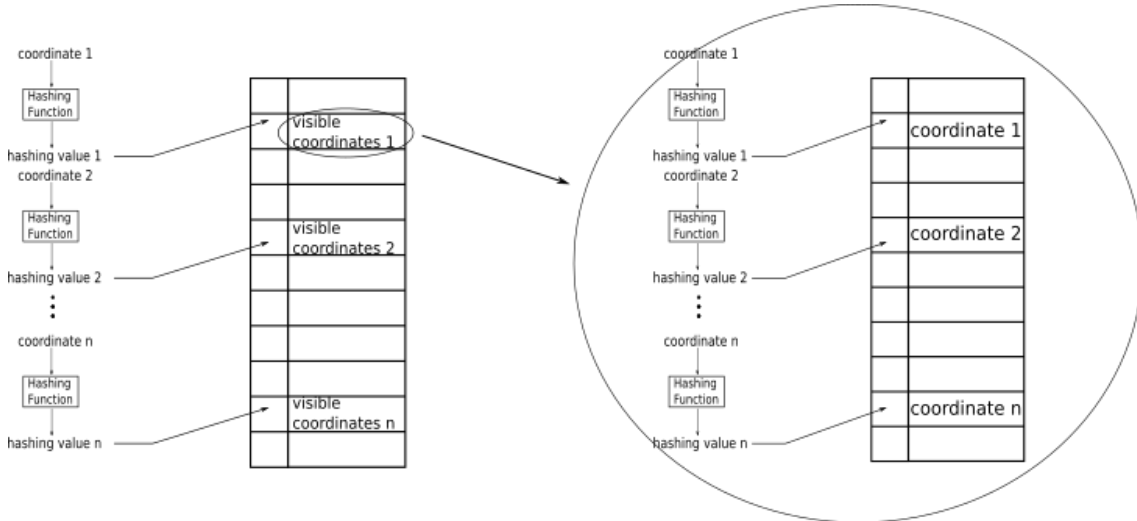 coordinate 1
Hashing
Function
hashing value 1
coordinate 2
Hashing
Function
hashing value 2
coordinate n
Hashing
Function
hashing value n
visible
coordinates 1
visible
coordinates 2
visible
coordinates n
coordinate 1
Hashing
Function
hashing value 1
coordinate 2
Hashing
Function
hashing value 2
coordinate n
Hashing
Function
hashing value n
coordinate 1
coordinate 2
coordinate n